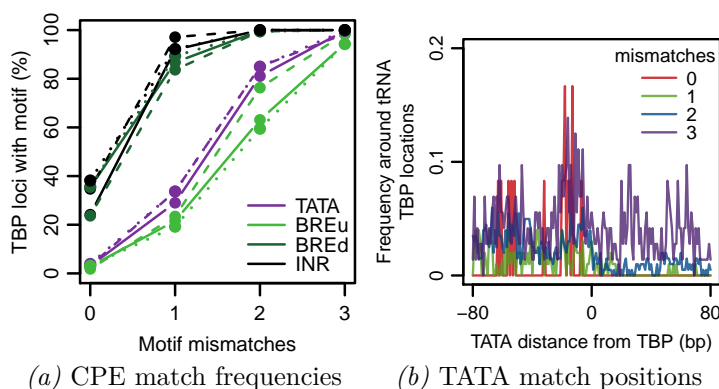 TBP loci with motif (%)
100
80
60
40
20
0
TATA
BREu
BREd
INR
0 1 2 3
Motif mismatches
(a) CPE match frequencies
Frequency around tRNA
TBP locations
0.2
0.1
0
mismatches
0
1
2
3
−80 0 80
TATA distance from TBP (bp)
(b) TATA match positions